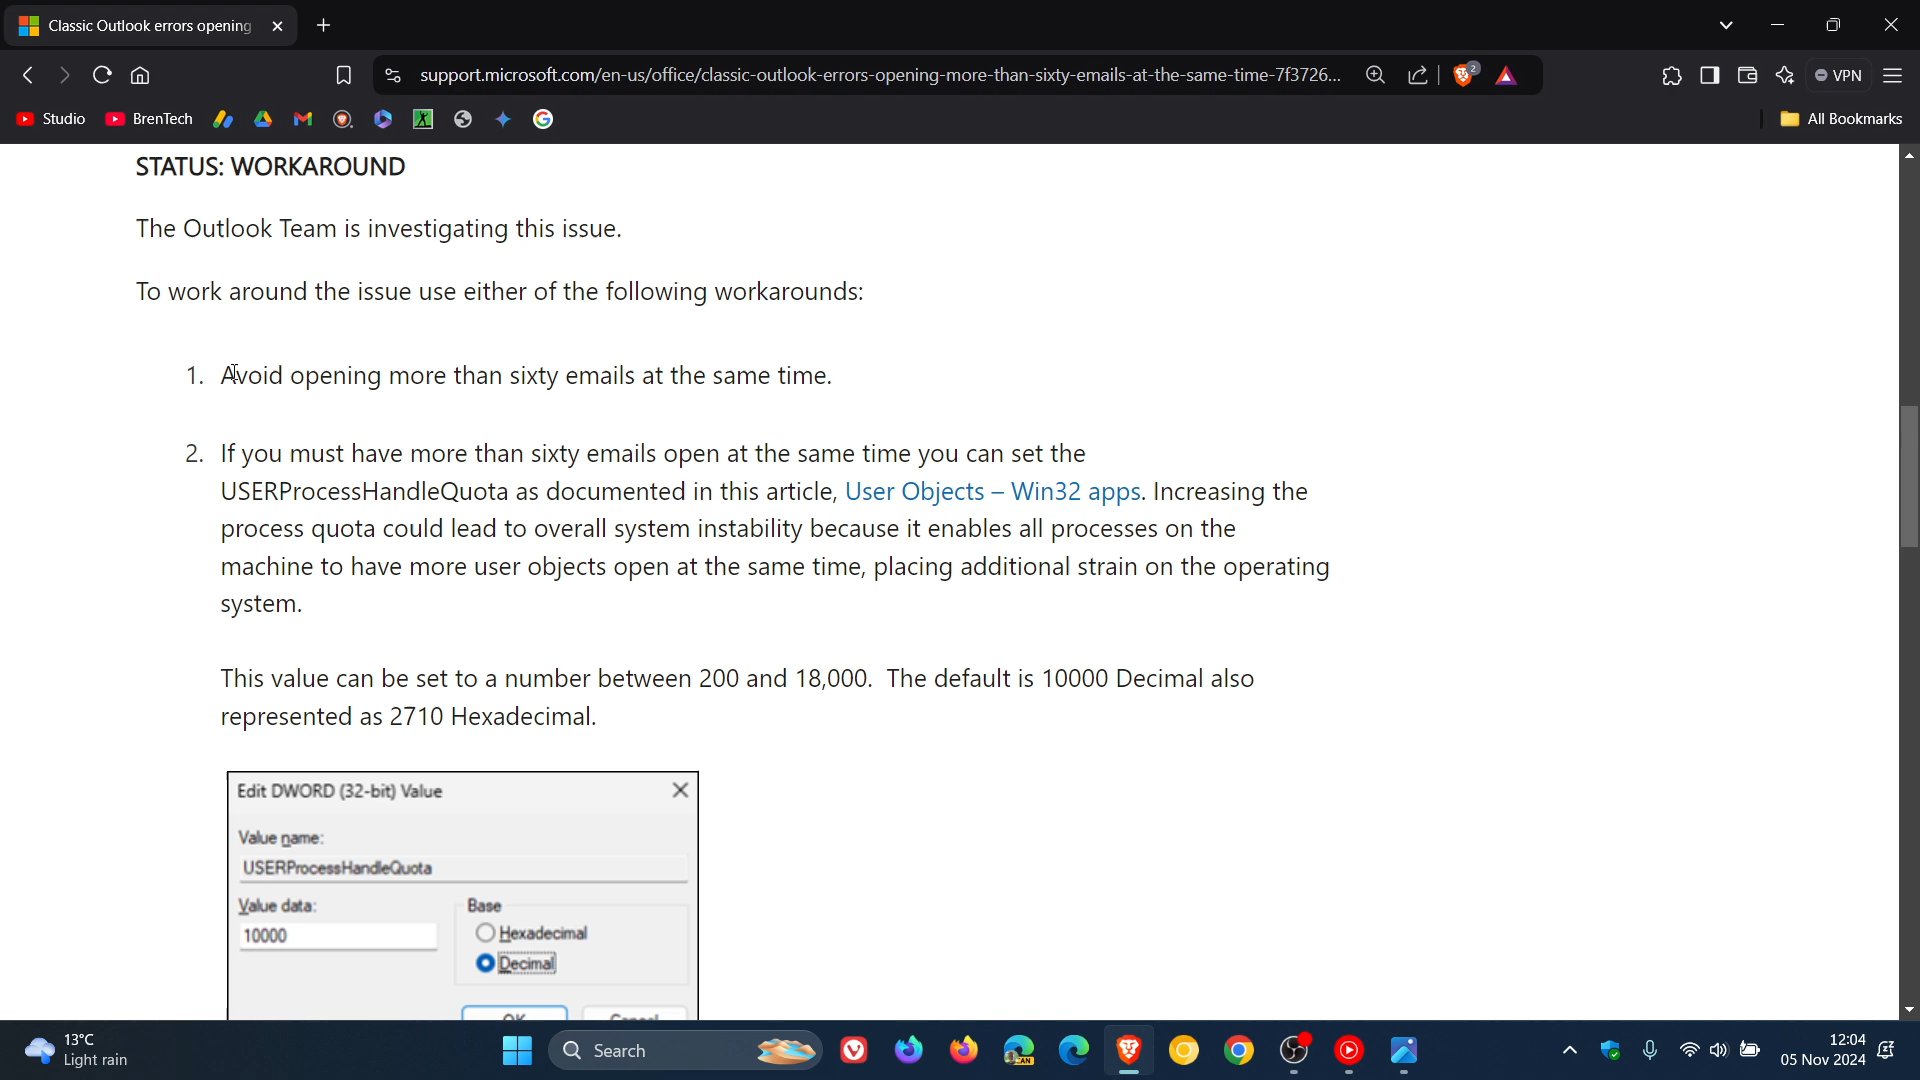 Classic Outlook errors opening
support.microsoft.com/en-us/office/classic-outlook-errors-opening-more-than-sixty-emails-at-the-same-time-7f3726...
2
VPN
Studio
BrenTech
All Bookmarks
STATUS: WORKAROUND
The Outlook Team is investigating this issue.
To work around the issue use either of the following workarounds:
1. Avoid opening more than sixty emails at the same time.
2. If you must have more than sixty emails open at the same time you can set the
USERProcessHandleQuota as documented in this article, User Objects – Win32 apps. Increasing the
process quota could lead to overall system instability because it enables all processes on the
machine to have more user objects open at the same time, placing additional strain on the operating
system.
This value can be set to a number between 200 and 18,000. The default is 10000 Decimal also
represented as 2710 Hexadecimal.
Edit DWORD (32-bit) Value
Value name:
USERProcessHandleQuota
Value data:
Base
10000
Hexadecimal
Decimal
OK
Cancel
13°C
Light rain
Search
CAN
12:04
05 Nov 2024